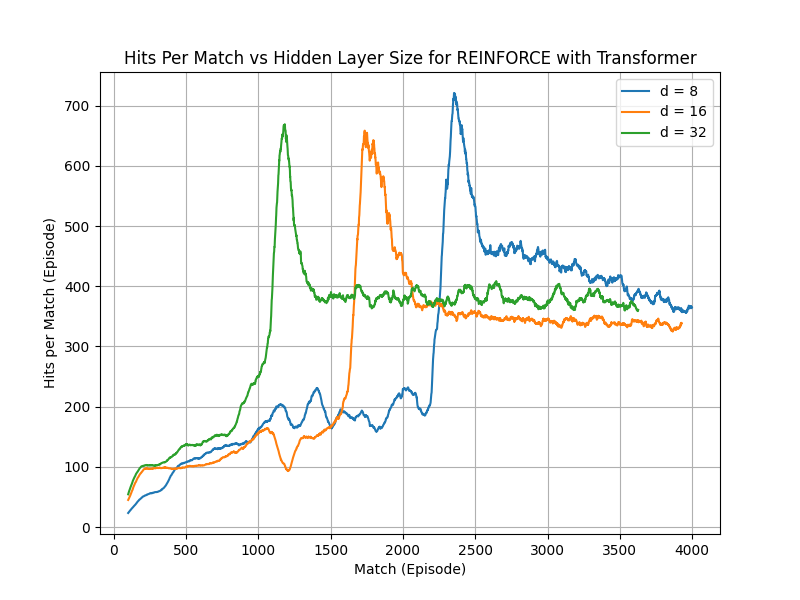 Hits Per Match vs Hidden Layer Size for REINFORCE with Transformer
d = 8
d = 16
d = 32
Hits per Match (Episode)
700
600
500
400
300
200
100
0
0 500 1000 1500 2000 2500 3000 3500 4000
Match (Episode)